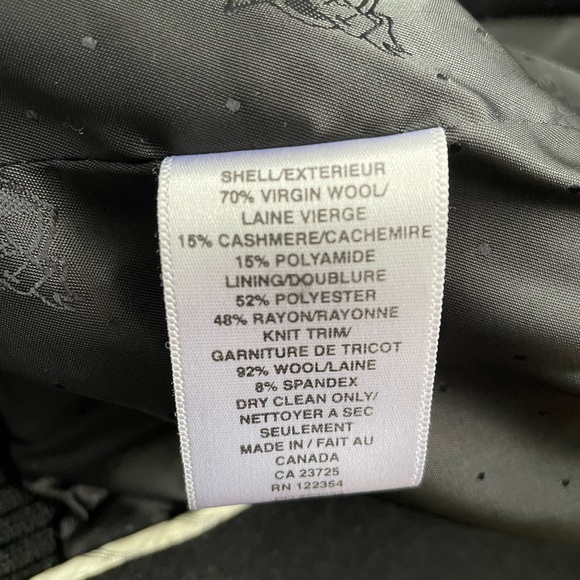 SHELL/EXTERIEUR
70% VIRGIN WOOL/
LAINE VIERGE
15% CASHMERE/CACHEMIRE
15% POLYAMIDE
LINING/DOUBLURE
52% POLYESTER
48% RAYON/RAYONNE
KNIT TRIM/
GARNITURE DE TRICOT
92% WOOL/LAINE
8% SPANDEX
DRY CLEAN ONLY/
NETTOYER A SEC
SEULEMENT
MADE IN / FAIT AU
CANADA
CA 23725
RN 122354